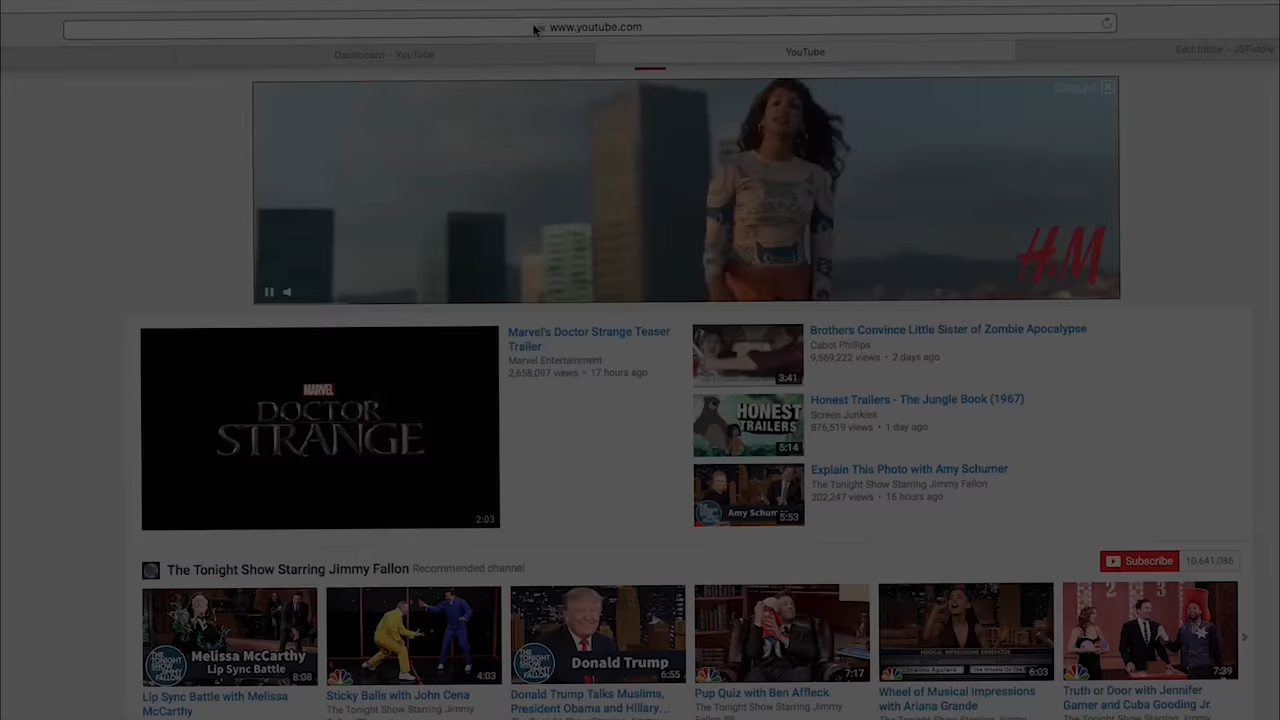 www.youtube.com
Dashboard - YouTube
YouTube
H&M
Marvel's Doctor Strange Teaser
Trailer
Marvel Entertainment
2,658,097 views • 17 hours ago
MARVEL
DOCTOR
STRANGE
2:03
Brothers Convince Little Sister of Zombie Apocalypse
Cabot Phillips
9,569,222 views • 2 days ago
3:41
Honest Trailers - The Jungle Book (1967)
Screen Junkies
876,519 views • 1 day ago
HONEST
TRAILERS
5:14
Explain This Photo with Amy Schumer
The Tonight Show Starring Jimmy Fallon
202,247 views • 16 hours ago
Amy Schum
5:53
The Tonight Show Starring Jimmy Fallon Recommended channel
Subscribe 10,641,086
Melissa McCarthy
Lip Sync Battle
8:08
4:03
Donald Trump
6:55
7:17
MUSICAL IMPRESSIONS GENERATOR
6:03
2 3
7:39
Lip Sync Battle with Melissa
McCarthy
Sticky Balls with John Cena
The Tonight Show Starring Jimmy
Donald Trump Talks Muslims,
President Obama and Hillary...
Pup Quiz with Ben Affleck
The Tonight Show Starring Jimmy
Wheel of Musical Impressions
with Ariana Grande
Truth or Door with Jennifer
Garner and Cuba Gooding Jr.